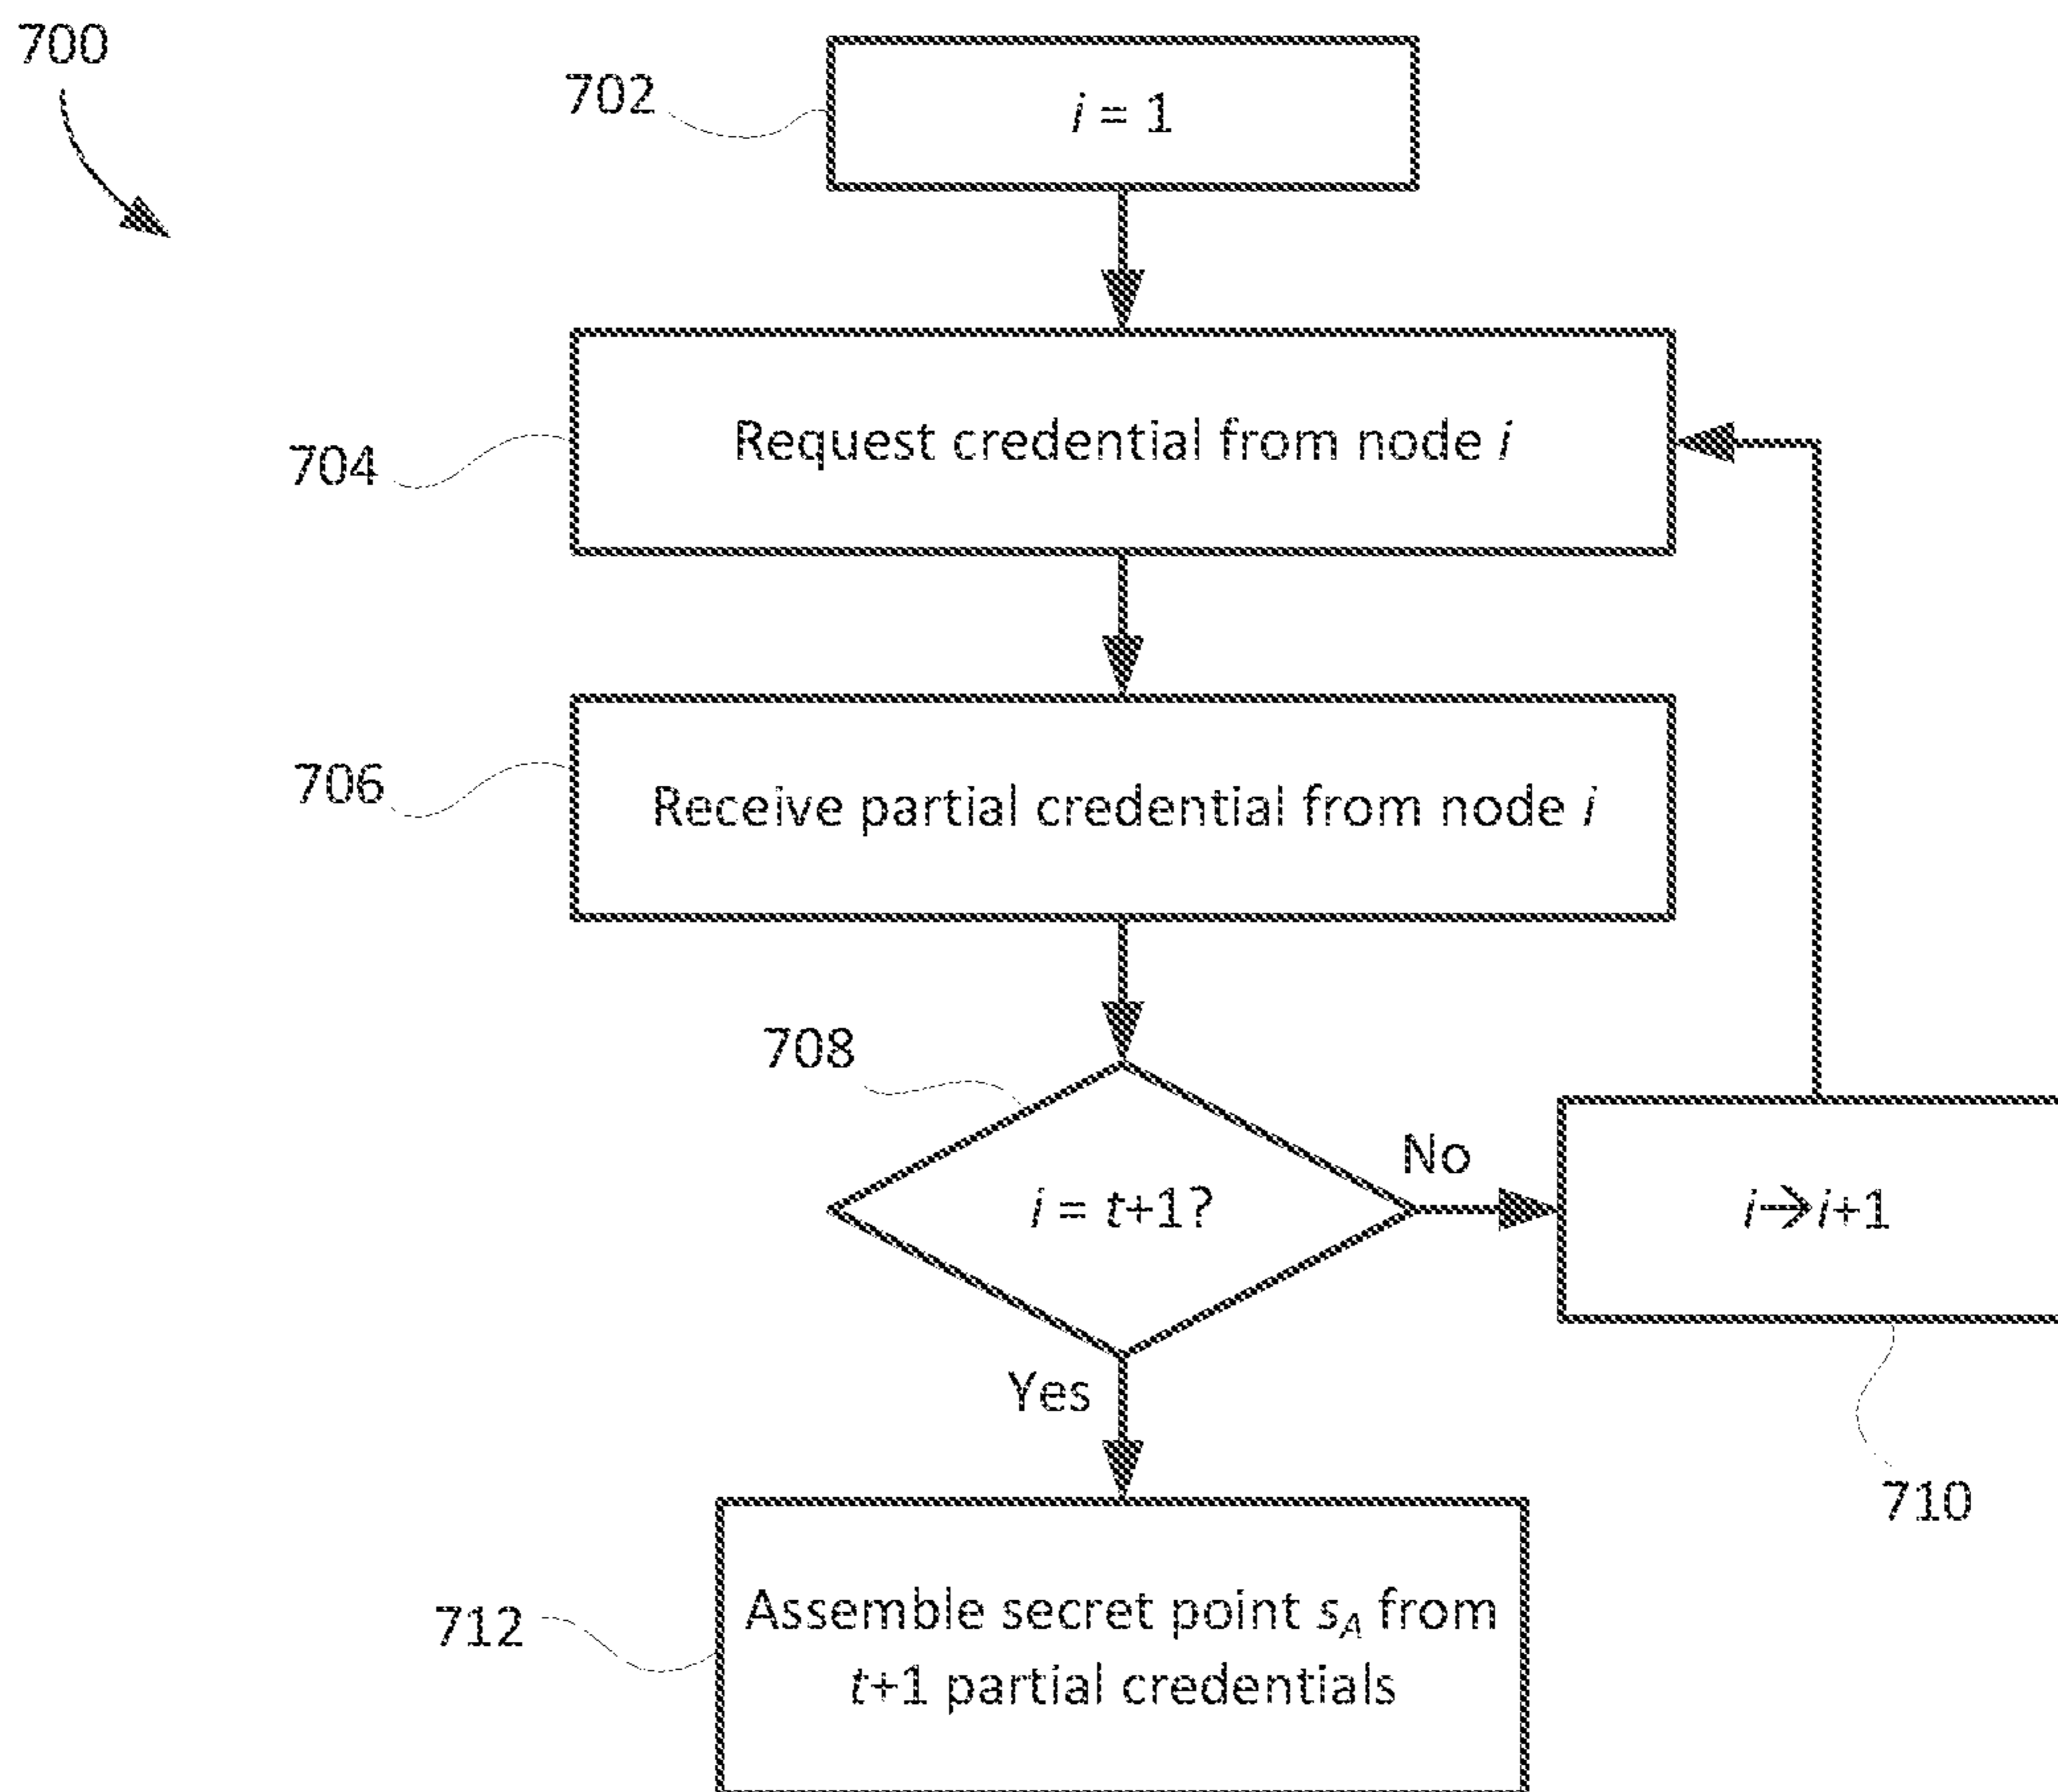 700
702
i = 1
704
Request credential from node i
706
Receive partial credential from node i
708
i = t+1?
No
i→i+1
Yes
710
712
Assemble secret point sA from
t+1 partial credentials